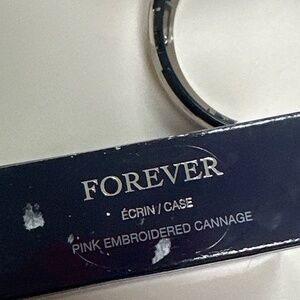 FOREVER
ÉCRIN / CASE
PINK EMBROIDERED CANNAGE